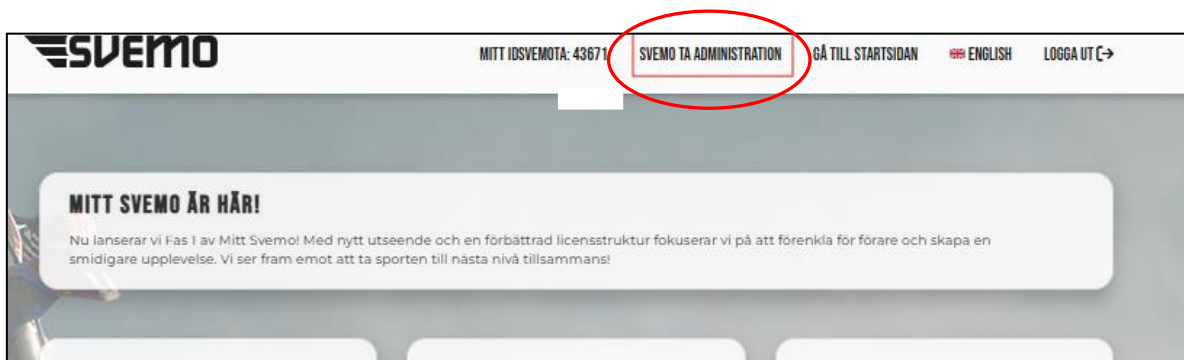 SVEMO
MITT IDSVEMOTA: 43671 SVEMO TA ADMINISTRATION GÅ TILL STARTSIDAN ENGLISH LOGGA UT
MITT SVEMO ÄR HÄR!
Nu lanserar vi Fas 1 av Mitt Svemo! Med nytt utseende och en förbättrad licensstruktur fokuserar vi på att förenkla för förare och skapa en
smidigare upplevelse. Vi ser fram emot att ta sporten till nästa nivå tillsammans!